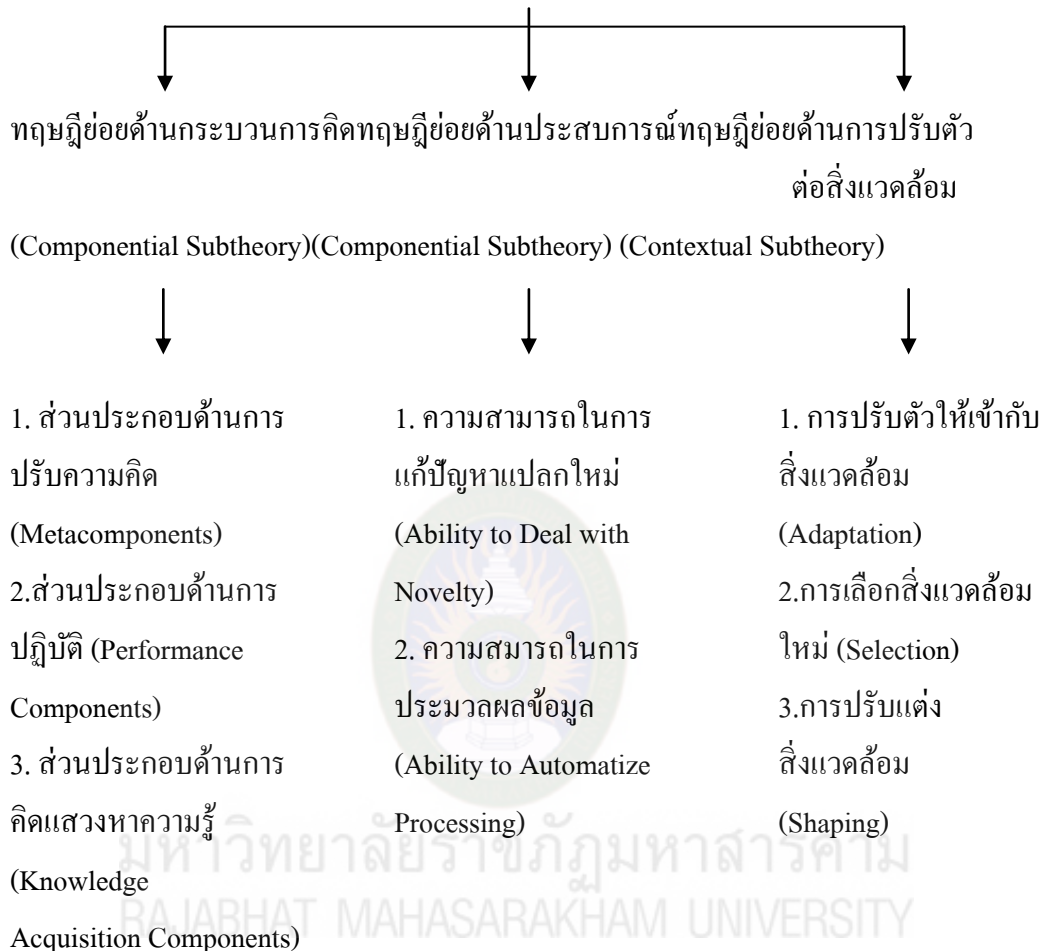 ทฤษฎีย่อยด้านกระบวนการคิดทฤษฎีย่อยด้านประสบการณ์ทฤษฎีย่อยด้านการปรับตัว
ต่อสิ่งแวดล้อม
(Componential Subtheory)(Componential Subtheory) (Contextual Subtheory)
1. ส่วนประกอบด้านการ
ปรับความคิด
(Metacomponents)
2.ส่วนประกอบด้านการ
ปฏิบัติ (Performance
Components)
3. ส่วนประกอบด้านการ
คิดแสวงหาความรู้
(Knowledge
Acquisition Components)
1. ความสามารถในการ
แก้ปัญหาแปลกใหม่
(Ability to Deal with
Novelty)
2. ความสมารถในการ
ประมวลผลข้อมูล
(Ability to Automatize
Processing)
1. การปรับตัวให้เข้ากับ
สิ่งแวดล้อม
(Adaptation)
2.การเลือกสิ่งแวดล้อม
ใหม่ (Selection)
3.การปรับแต่ง
สิ่งแวดล้อม
(Shaping)
มหาวิทยาลัยราชภัฏมหาสารคาม
RAJABHAT MAHASARAKHAM UNIVERSITY